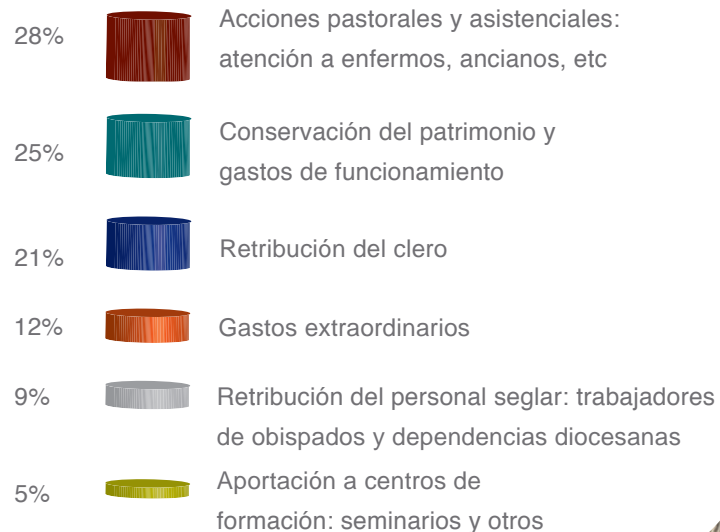 28% Acciones pastorales y asistenciales:
atención a enfermos, ancianos, etc
25% Conservación del patrimonio y
gastos de funcionamiento
21% Retribución del clero
12% Gastos extraordinarios
9% Retribución del personal seglar: trabajadores
de obispados y dependencias diocesanas
5% Aportación a centros de
formación: seminarios y otros